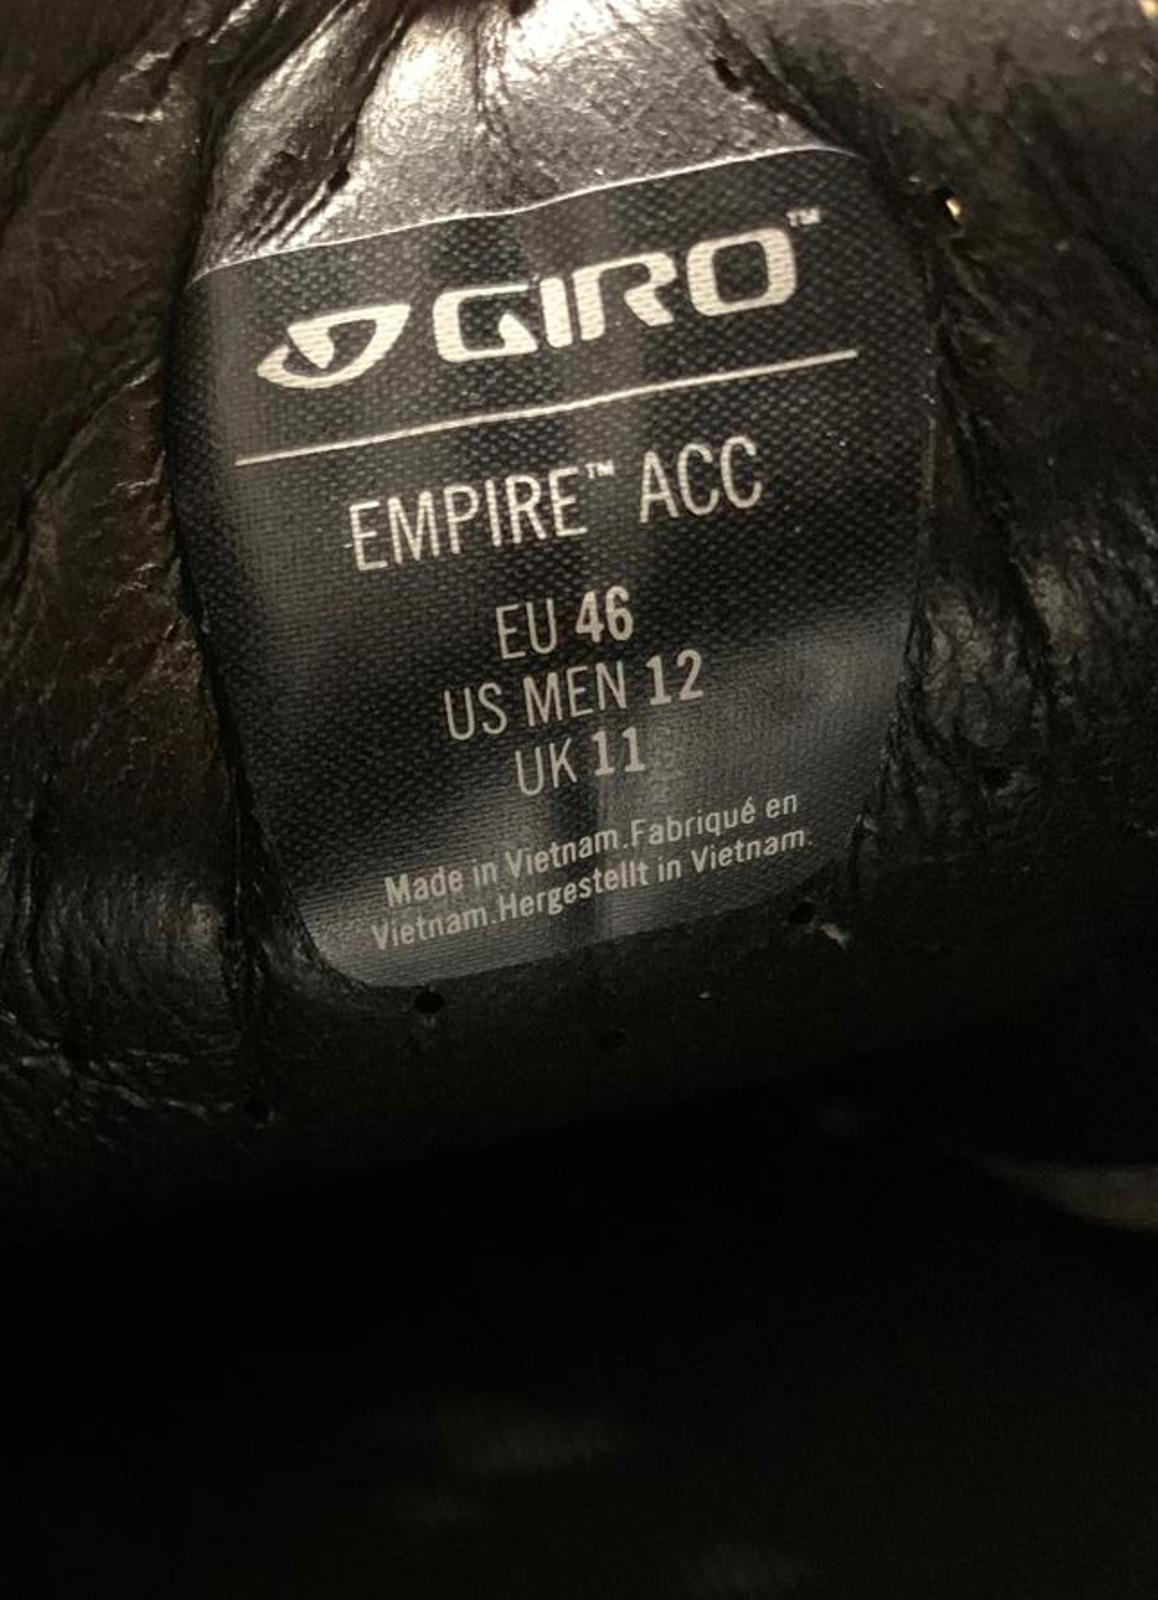 GIRO™
EMPIRE™ ACC
EU 46
US MEN 12
UK 11
Made in Vietnam.Fabriqué en
Vietnam.Hergestellt in Vietnam.